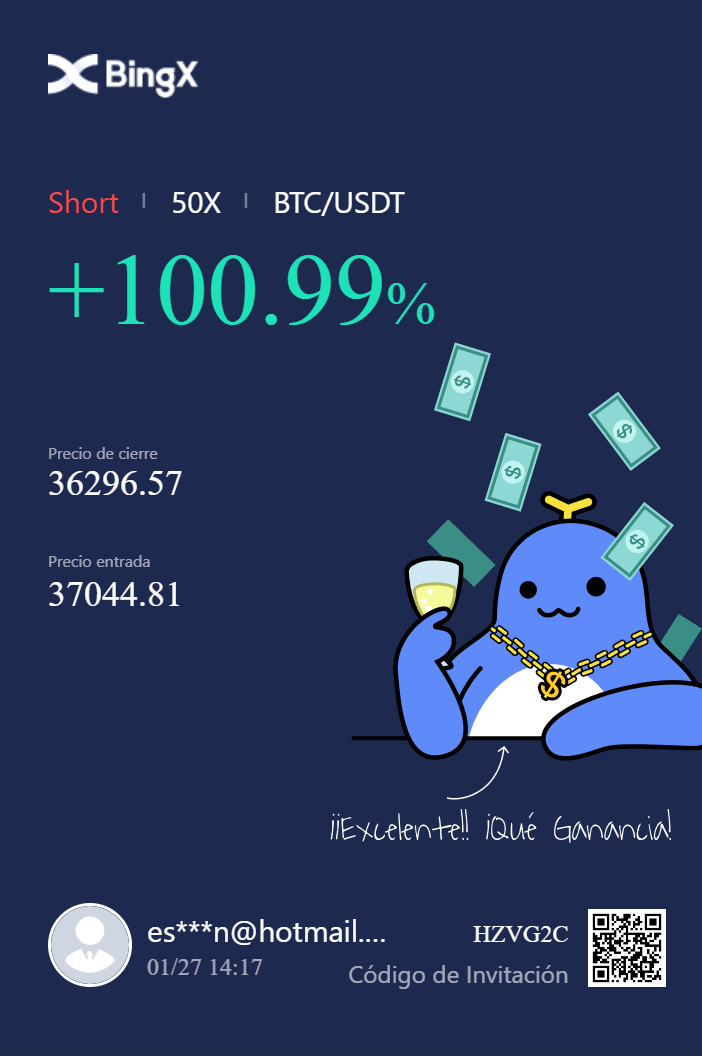 BingX
Short | 50X | BTC/USDT
+100.99%
Precio de cierre
36296.57
Precio entrada
37044.81
¡¡Excelente!! ¡Qué Ganancia!
es***n@hotmail....
01/27 14:17
HZVG2C
Código de Invitación